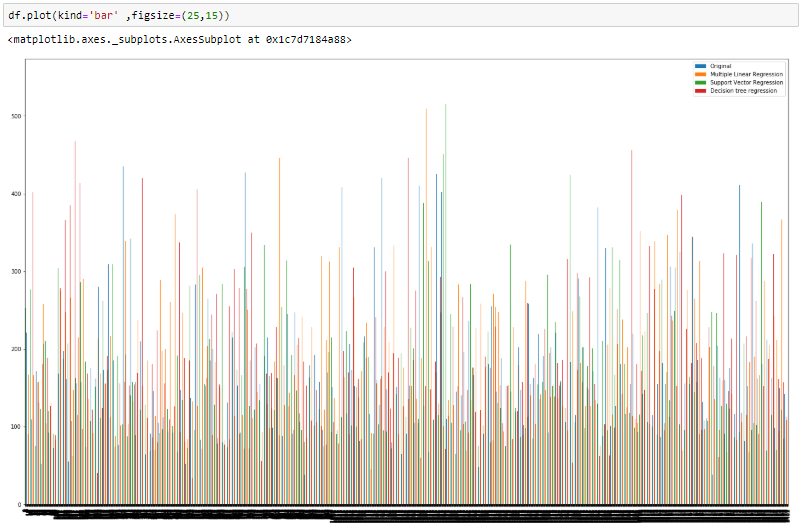 df.plot(kind='bar' ,figsize=(25,15))
<matplotlib.axes._subplots.AxesSubplot at 0x1c7d7184a88>
Original
Multiple Linear Regression
Support Vector Regression
Decision tree regression
500
400
300
200
100
0